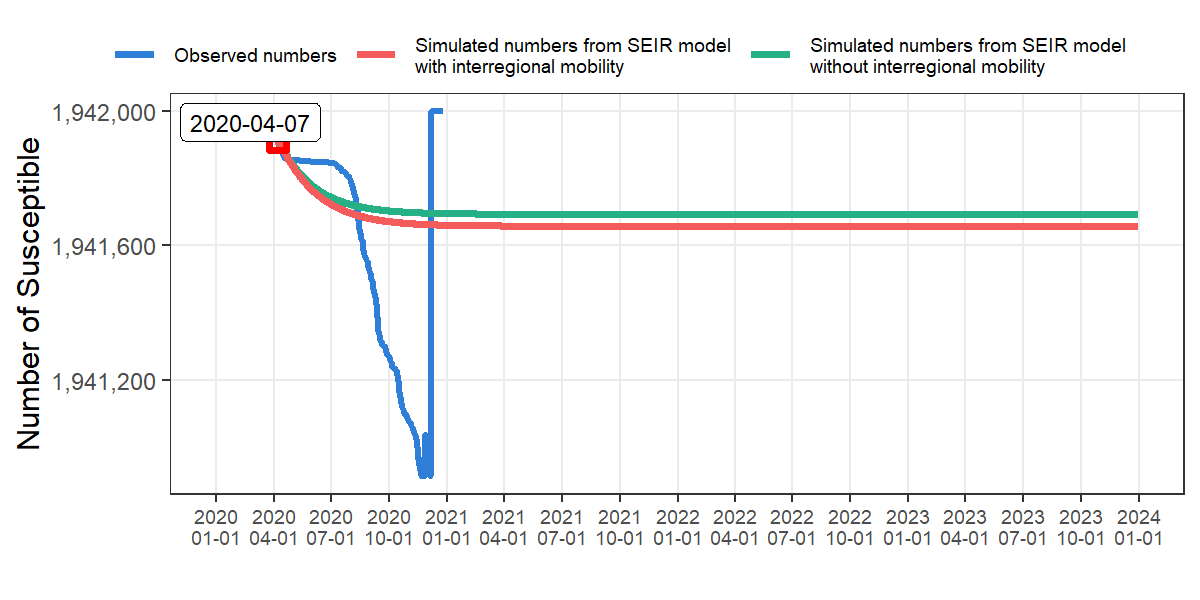 Observed numbers
Simulated numbers from SEIR model
with interregional mobility
Simulated numbers from SEIR model
without interregional mobility
Number of Susceptible
1,942,000
1,941,600
1,941,200
2020-04-07
2020 2020 2020 2020 2021 2021 2021 2021 2022 2022 2022 2022 2023 2023 2023 2023 2024
01-01 04-01 07-01 10-01 01-01 04-01 07-01 10-01 01-01 04-01 07-01 10-01 01-01 04-01 07-01 10-01 01-01